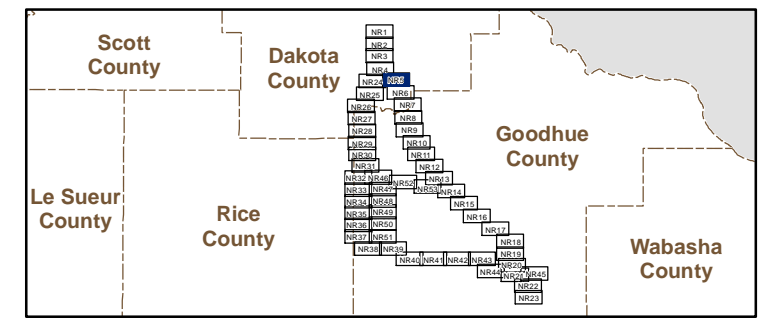 Scott
County
Dakota
County
Goodhue
County
Le Sueur
County
Rice
County
Wabasha
County
NR1
NR2
NR3
NR4
NR24
NR5
NR25
NR6
NR26
NR7
NR27
NR8
NR28
NR9
NR29
NR10
NR30
NR11
NR31
NR12
NR32
NR46
NR52
NR13
NR33
NR47
NR53
NR14
NR34
NR48
NR15
NR35
NR49
NR16
NR36
NR50
NR17
NR37
NR51
NR18
NR38
NR39
NR19
NR40
NR41
NR42
NR43
NR20
NR44
NR21
NR45
NR22
NR23